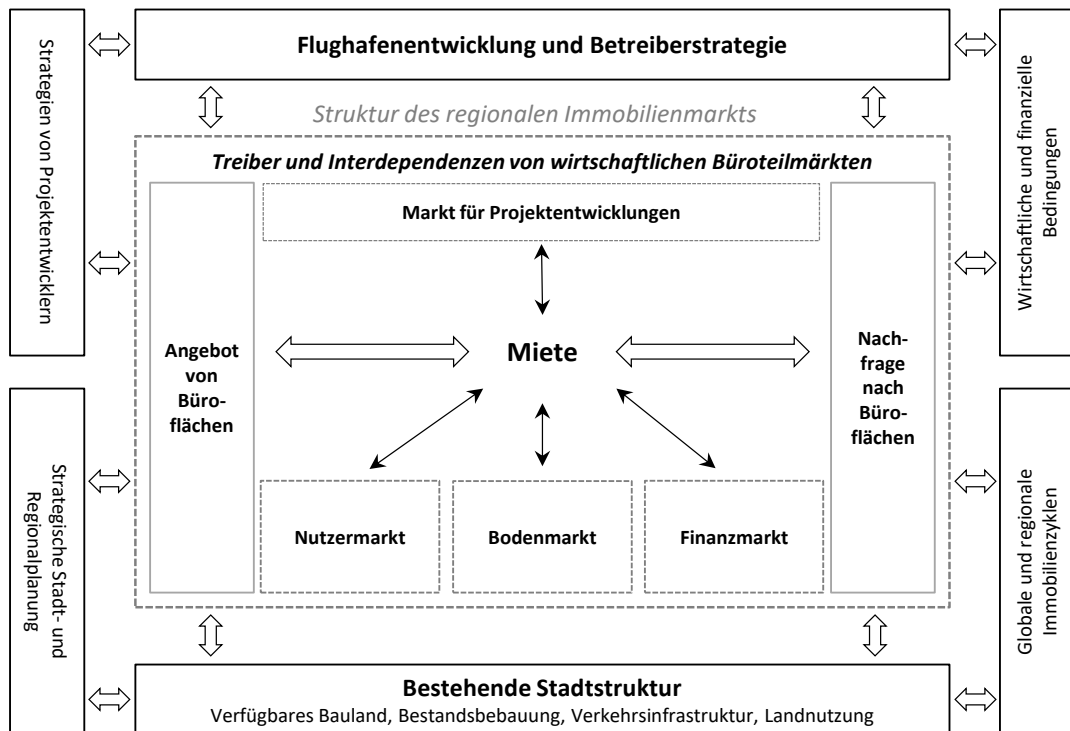 Flughafenentwicklung und Betreiberstrategie
Strategien von Projektentwicklern
Wirtschaftliche und finanzielle
Bedingungen
Struktur des regionalen Immobilienmarkts
Treiber und Interdependenzen von wirtschaftlichen Büroteilmärkten
Markt für Projektentwicklungen
Angebot
von
Büro-
flächen
Miete
Nach-
frage
nach
Büro-
flächen
Nutzermarkt
Bodenmarkt
Finanzmarkt
Strategische Stadt- und
Regionalplanung
Globale und regionale
Immobilienzyklen
Bestehende Stadtstruktur
Verfügbares Bauland, Bestandsbebauung, Verkehrsinfrastruktur, Landnutzung